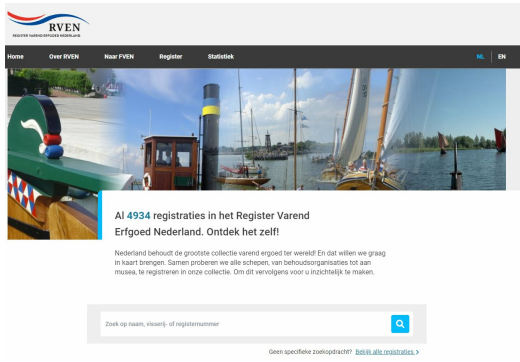 RVEN
REGISTER VAREND ERFGOED NEDERLAND
Home Over RVEN Naar FVEN Register Statistiek NL EN
Al 4934 registraties in het Register Varend
Erfgoed Nederland. Ontdek het zelf!
Nederland behoudt de grootste collectie varend ergoed ter wereld! En dat willen we graag
in kaart brengen. Samen proberen we alle schepen, van behoudsorganisaties tot aan
musea, te registreren in onze collectie. Om dit vervolgens voor u inzichtelijk te maken.
Zoek op naam, visserij- of registernummer
Geen specifieke zoekopdracht? Bekijk alle registraties >